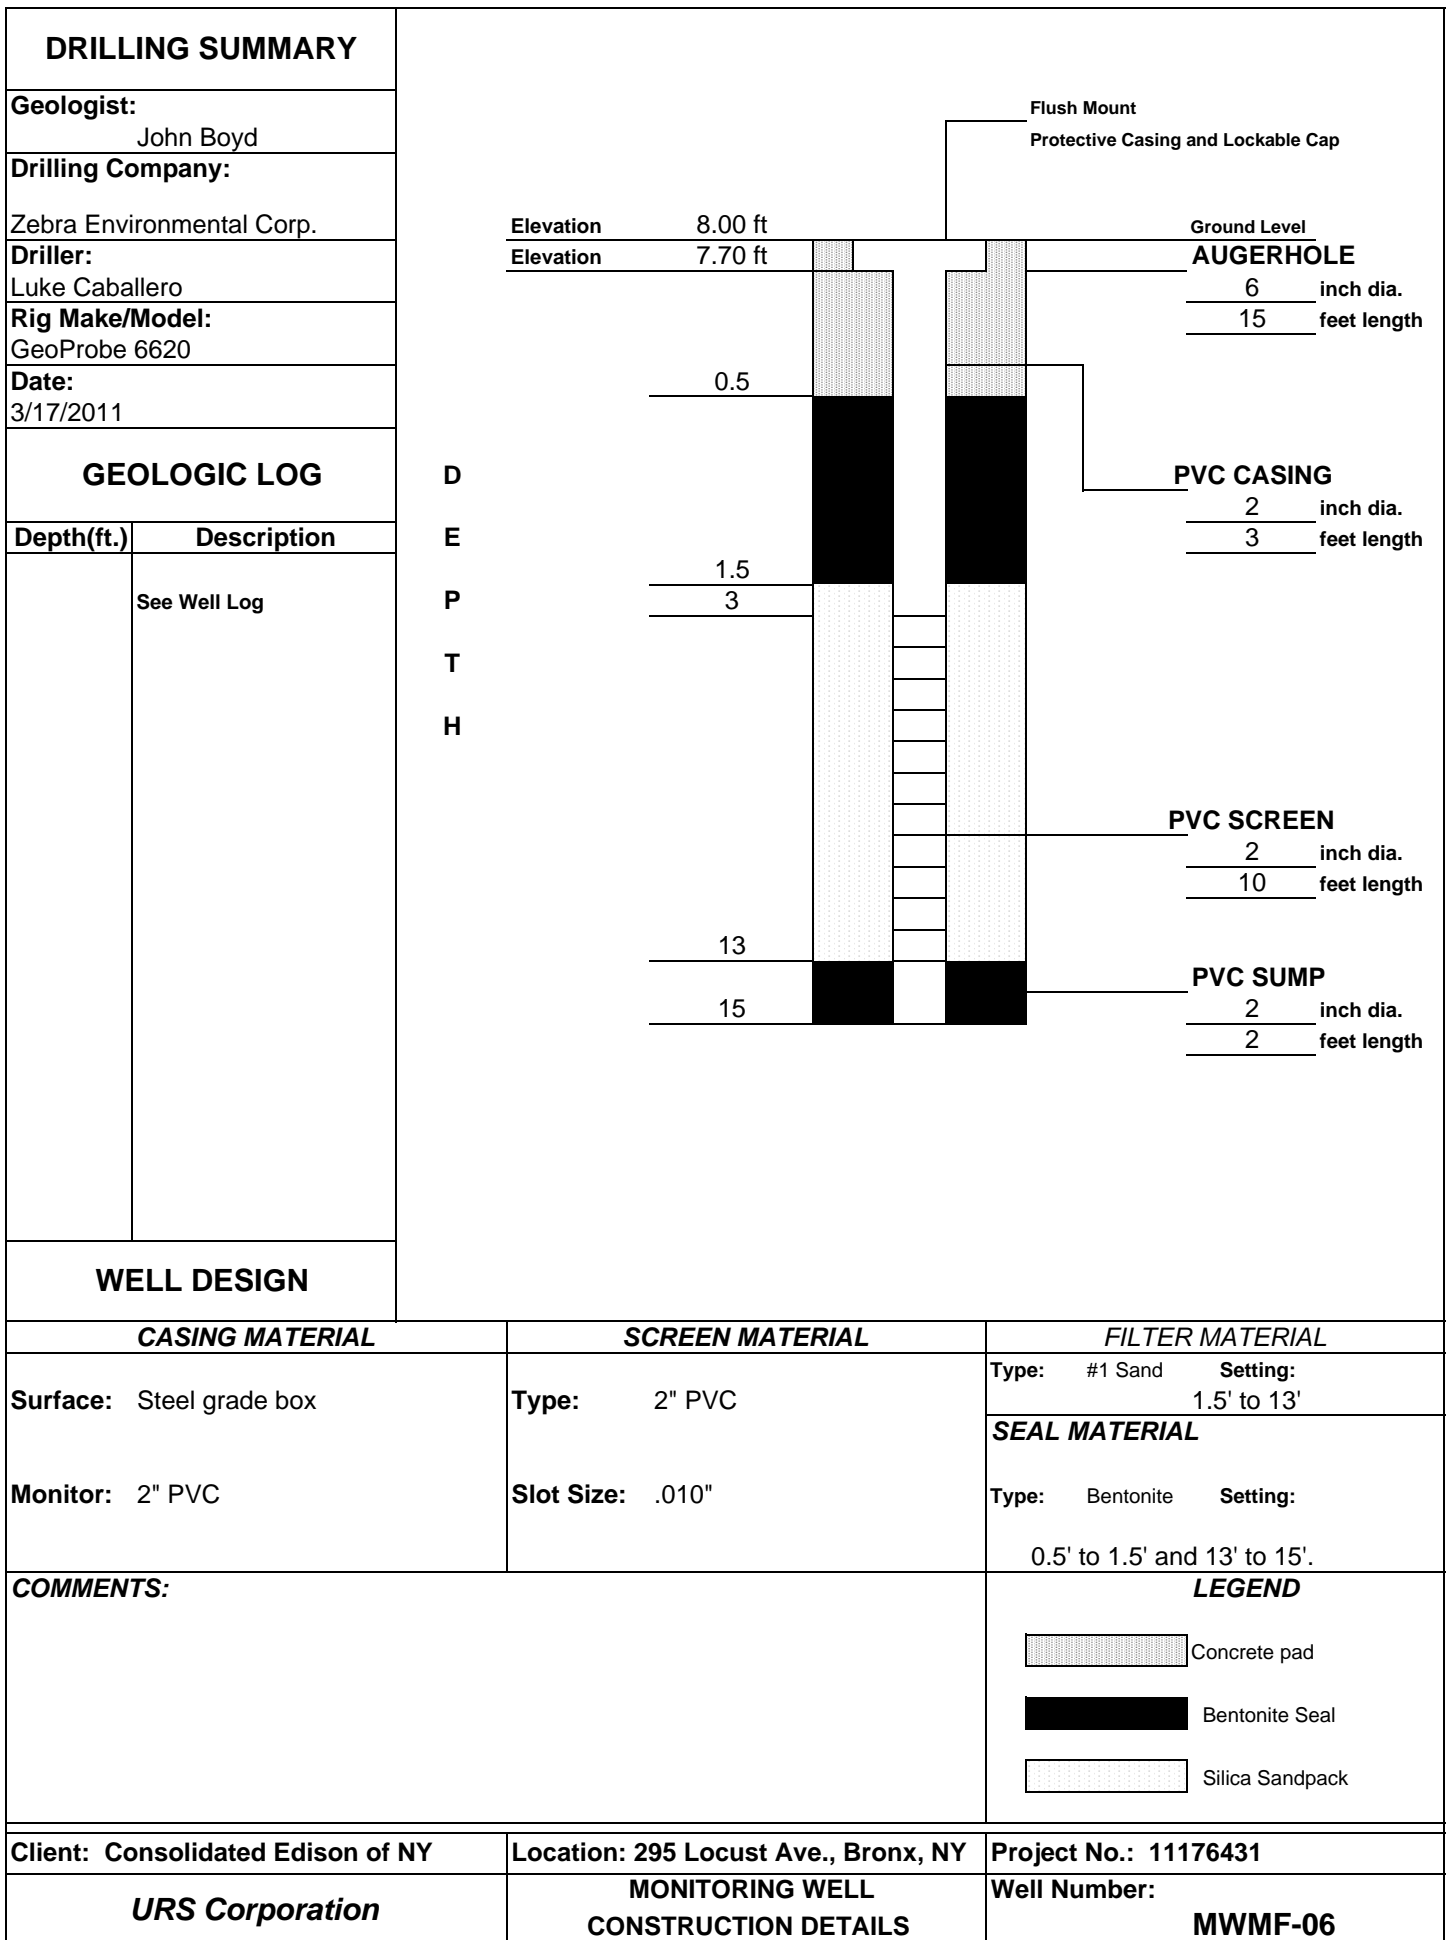 DRILLING SUMMARY
Geologist:
John Boyd
Drilling Company:
Zebra Environmental Corp.
Driller:
Luke Caballero
Rig Make/Model:
GeoProbe 6620
Date:
3/17/2011
GEOLOGIC LOG
Depth(ft.) Description
See Well Log
WELL DESIGN
Flush Mount
Protective Casing and Lockable Cap
Elevation 8.00 ft Ground Level
Elevation 7.70 ft AUGERHOLE
6 inch dia.
15 feet length
0.5
D
E
P
T
H
PVC CASING
2 inch dia.
3 feet length
1.5
3
PVC SCREEN
2 inch dia.
10 feet length
13
PVC SUMP
15
2 inch dia.
2 feet length
CASING MATERIAL
Surface: Steel grade box
Monitor: 2" PVC
SCREEN MATERIAL
Type: 2" PVC
Slot Size: .010"
FILTER MATERIAL
Type: #1 Sand Setting:
1.5' to 13'
SEAL MATERIAL
Type: Bentonite Setting:
0.5' to 1.5' and 13' to 15'.
COMMENTS:
LEGEND
Concrete pad
Bentonite Seal
Silica Sandpack
Client: Consolidated Edison of NY
Location: 295 Locust Ave., Bronx, NY
Project No.: 11176431
URS Corporation
MONITORING WELL
CONSTRUCTION DETAILS
Well Number:
MWMF-06